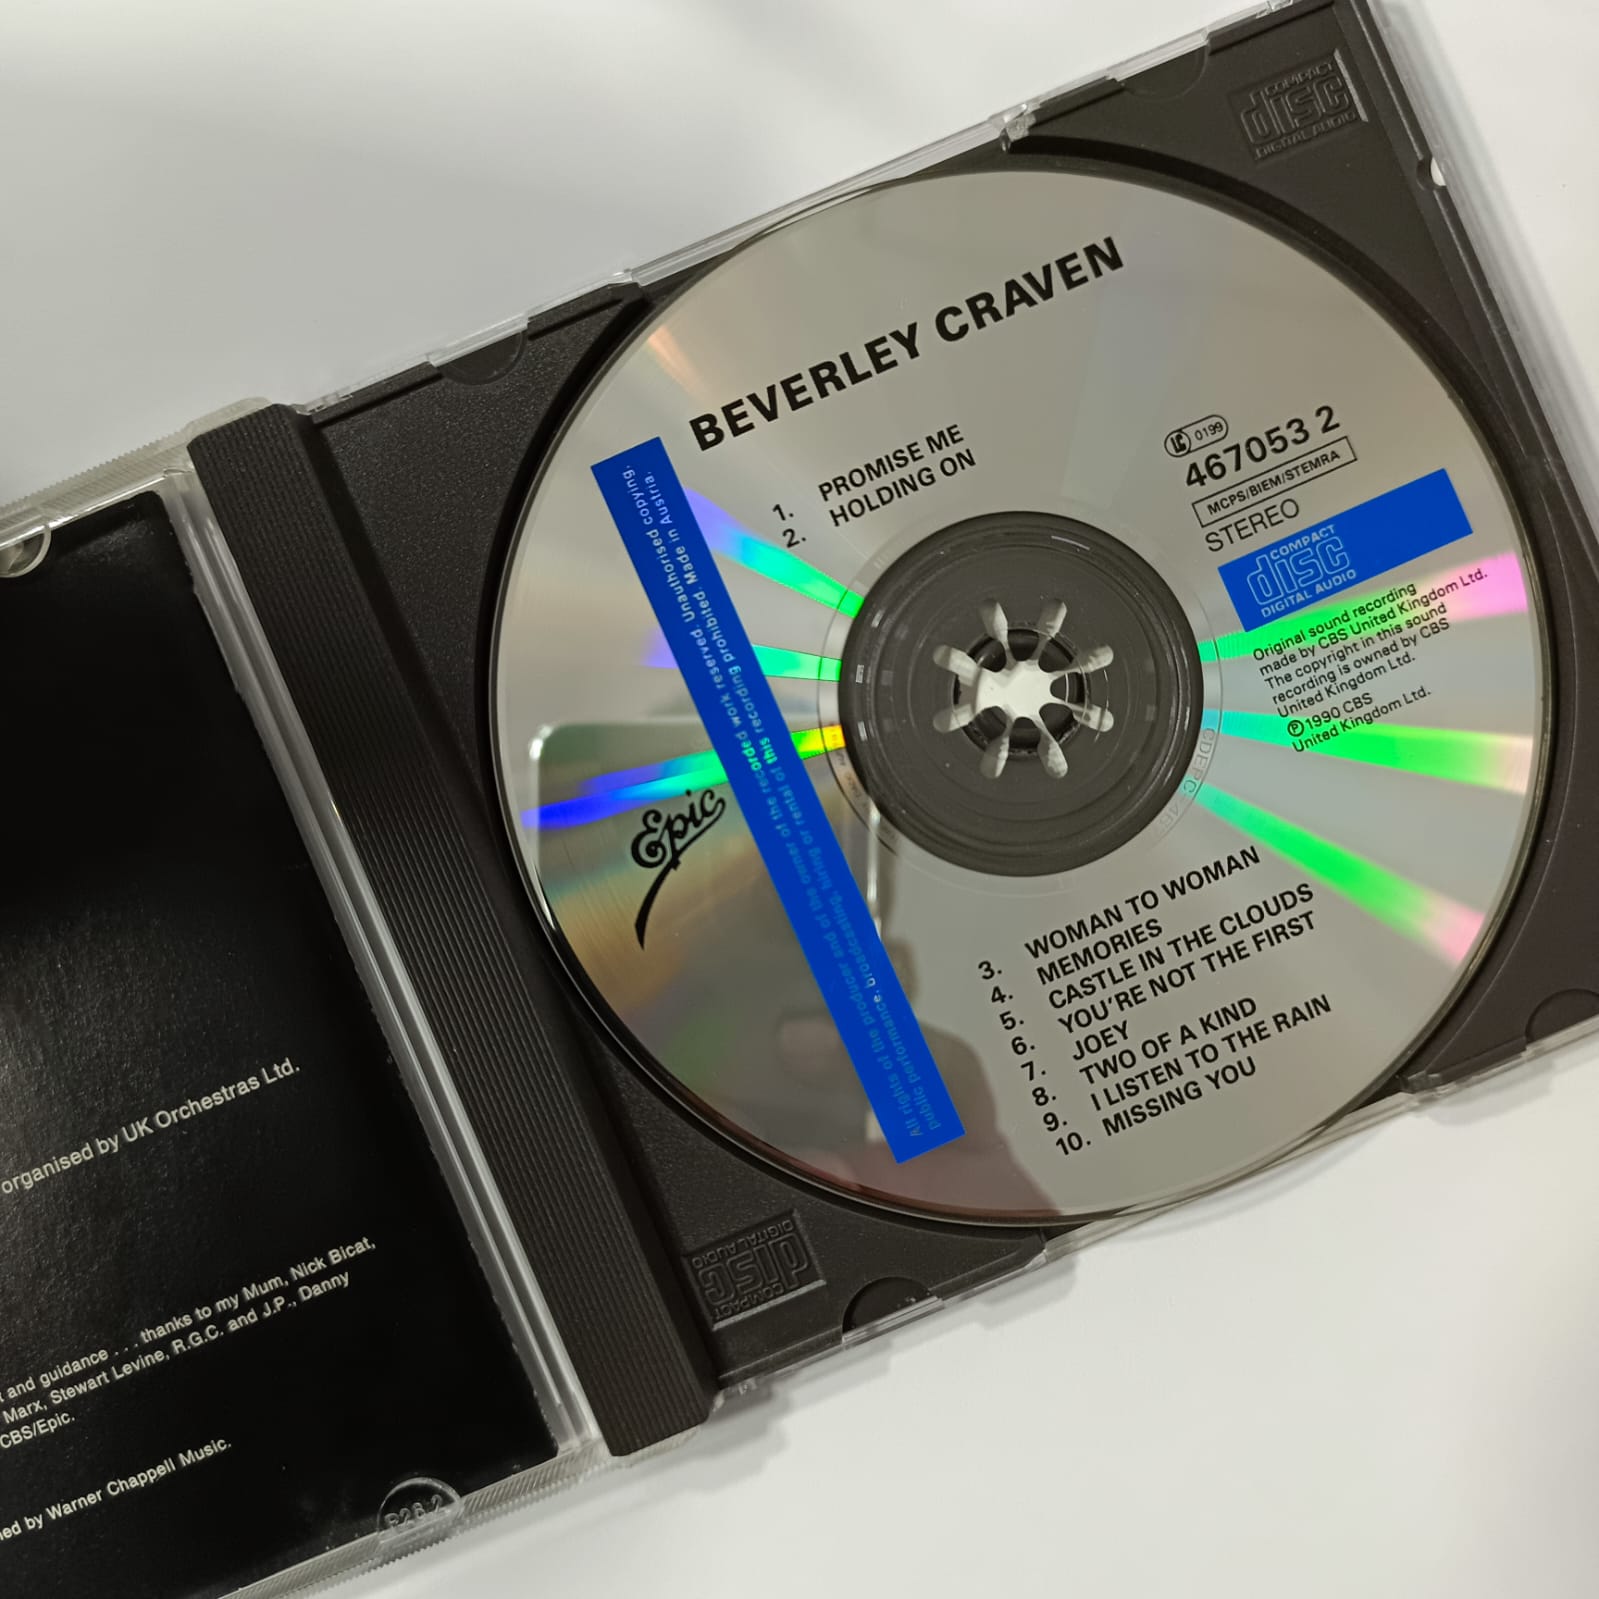 BEVERLEY CRAVEN
1. PROMISE ME
2. HOLDING ON
LC 0199
467053 2
MCPS/BIEM/STEMRA
STEREO
COMPACT
disc
DIGITAL AUDIO
Original sound recording
made by CBS United Kingdom Ltd.
The copyright in this sound
recording is owned by CBS
United Kingdom Ltd.
Ⓟ1990 CBS
United Kingdom Ltd.
Epic
All rights of the producer and of the owner of the recorded work reserved. Unauthorised copying,
public performance, broadcasting, hiring or rental of this recording prohibited. Made in Austria.
3. WOMAN TO WOMAN
4. MEMORIES
5. CASTLE IN THE CLOUDS
6. YOU'RE NOT THE FIRST
7. JOEY
8. TWO OF A KIND
9. I LISTEN TO THE RAIN
10. MISSING YOU
COMPACT
disc
DIGITAL AUDIO
COMPACT
disc
DIGITAL AUDIO
organised by UK Orchestras Ltd.
and guidance . . . thanks to my Mum, Nick Bicat,
Marx, Stewart Levine, R.G.C. and J.P., Danny
CBS/Epic.
by Warner Chappell Music.